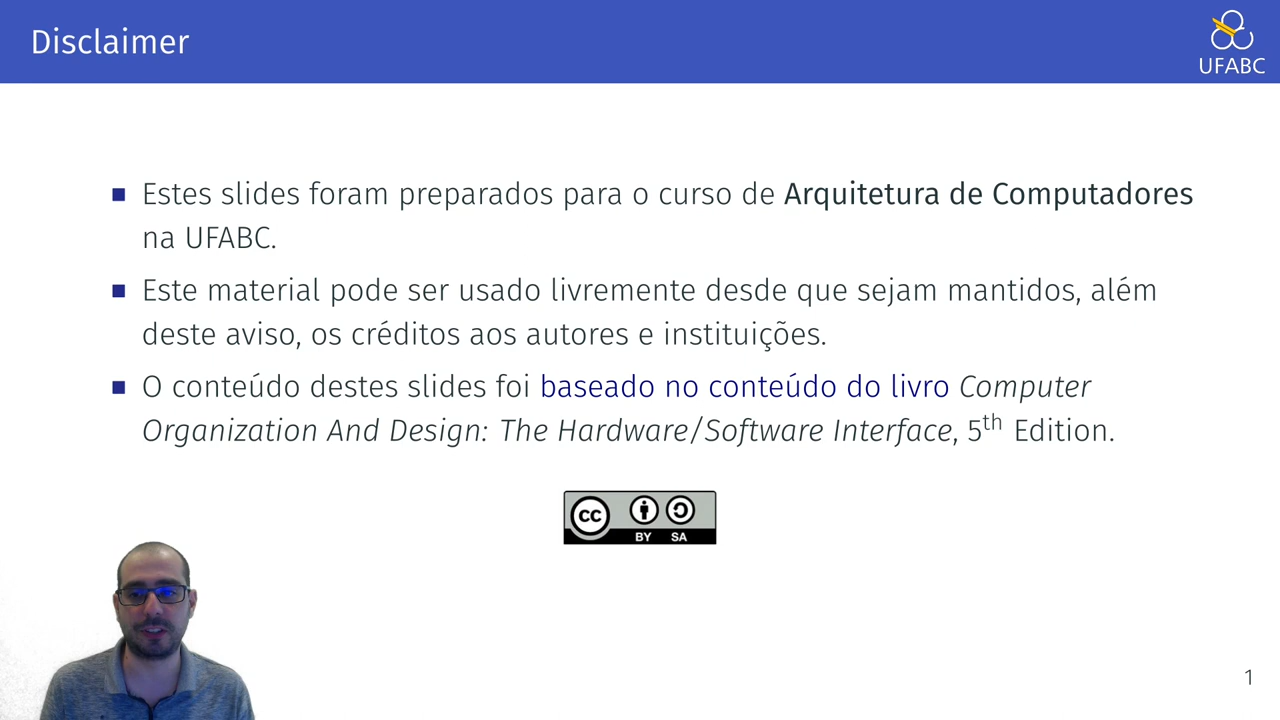 Disclaimer
UFABC
Estes slides foram preparados para o curso de Arquitetura de Computadores
na UFABC.
Este material pode ser usado livremente desde que sejam mantidos, além
deste aviso, os créditos aos autores e instituições.
O conteúdo destes slides foi baseado no conteúdo do livro Computer
Organization And Design: The Hardware/Software Interface, 5th Edition.
cc
BY SA
1